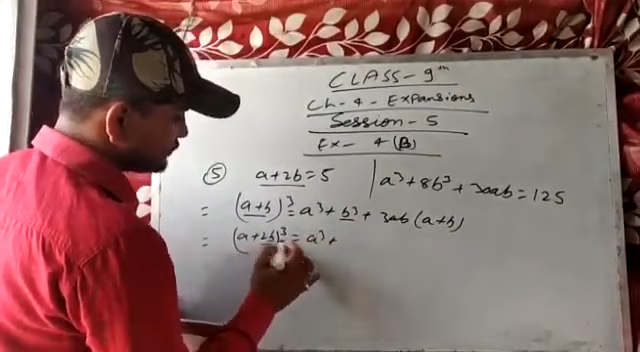 CLASS - 9th
Ch - 4 - Expansions
Session - 5
Ex - 4 (B)
⑤ a+2b=5 | a³ + 8b³ + 30ab = 125
= (a+b)³ = a³ + b³ + 3ab (a+b)
= (a+2b)³ = a³ +